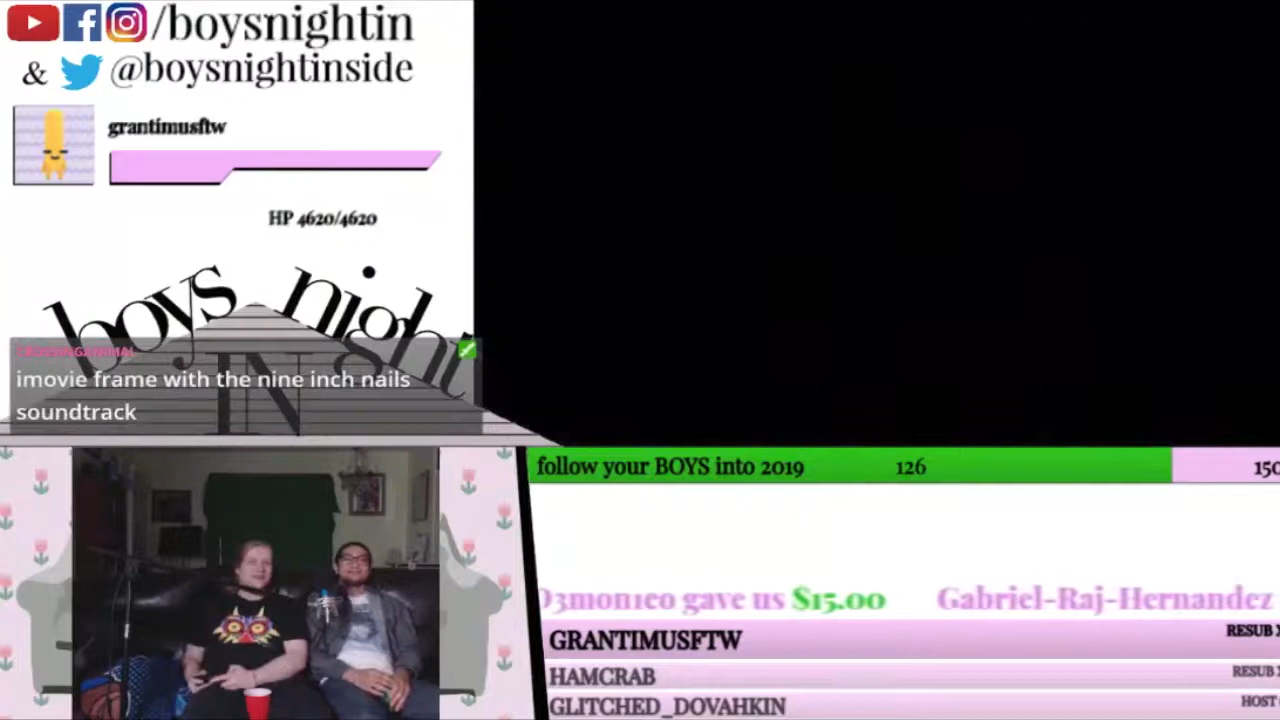 /boysnightin
& @boysnightinside
grantimusftw
HP 4620/4620
boys night
IN
imovie frame with the nine inch nails
soundtrack
follow your BOYS into 2019 126 150
gave us $15.00 Gabriel-Raj-Hernandez
GRANTIMUSFTW RESUB X
HAMCRAB RESUB X
GLITCHED_DOVAHKIN HOST